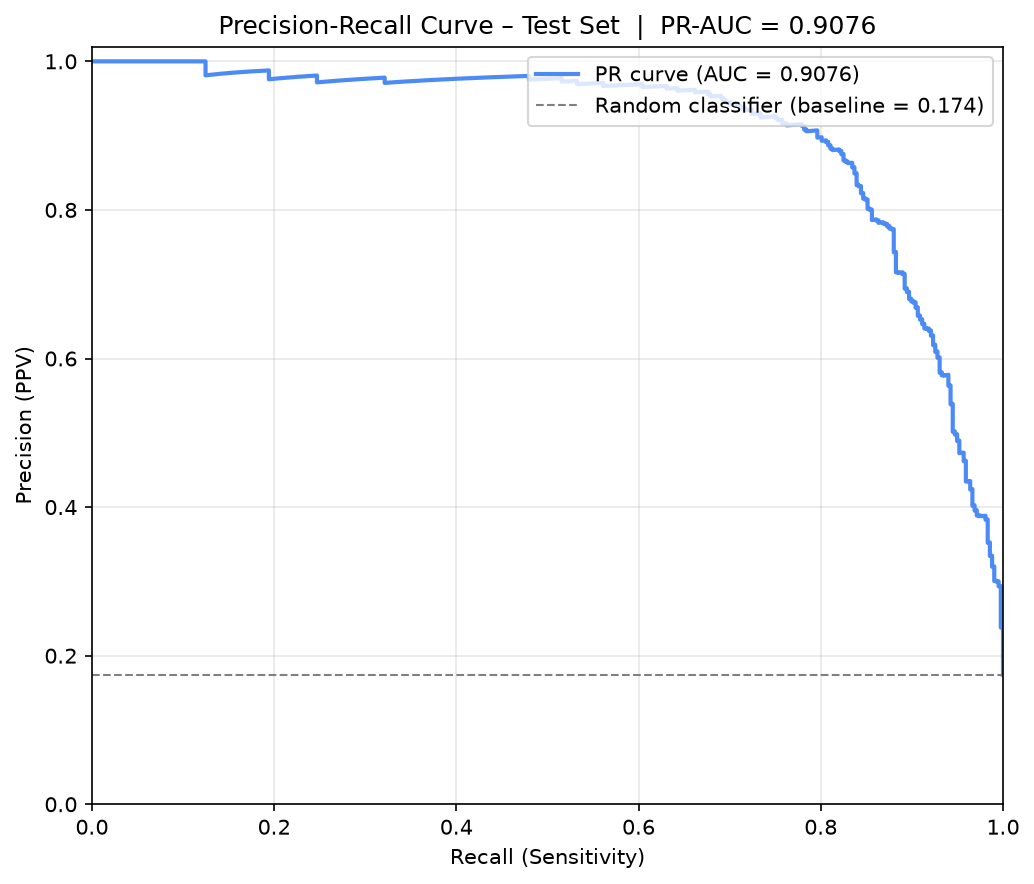 Precision-Recall Curve – Test Set | PR-AUC = 0.9076
PR curve (AUC = 0.9076)
Random classifier (baseline = 0.174)
Precision (PPV)
1.0
0.8
0.6
0.4
0.2
0.0
0.0 0.2 0.4 0.6 0.8 1.0
Recall (Sensitivity)